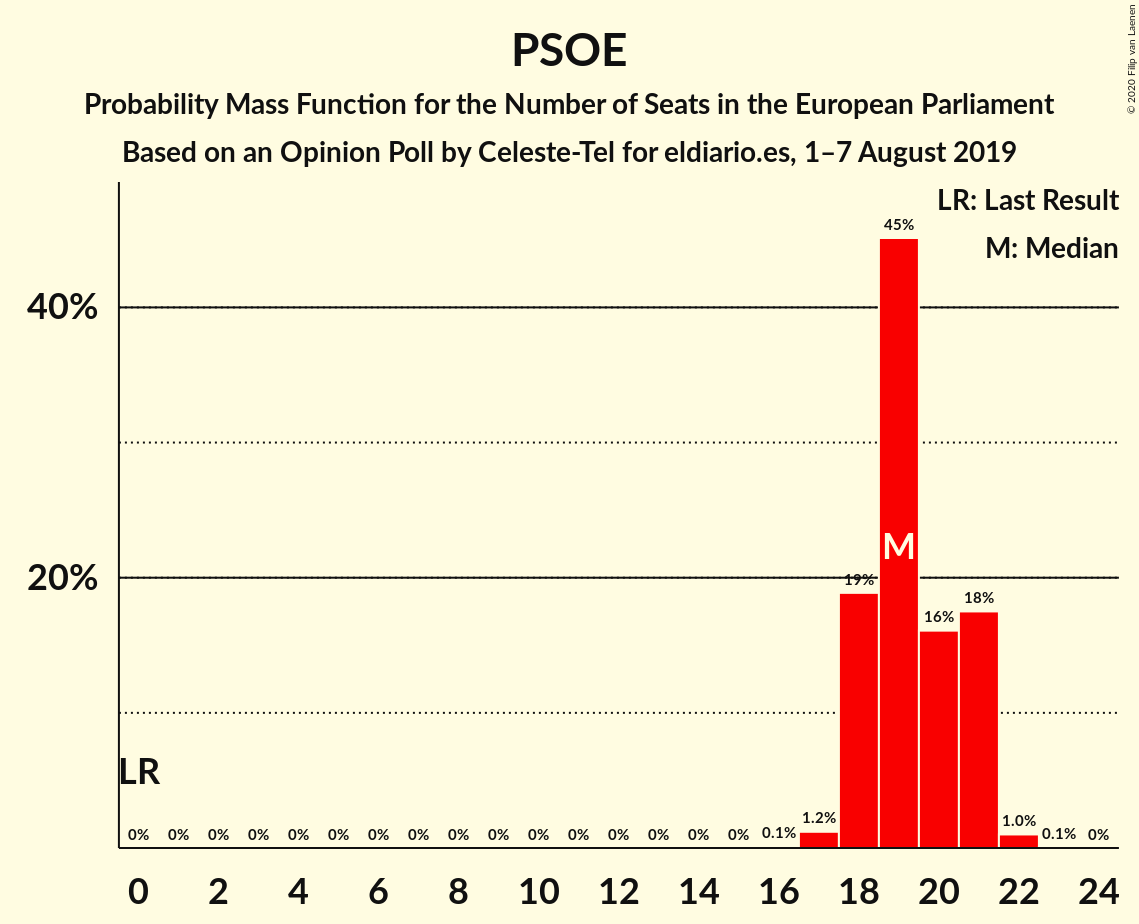 PSOE
Probability Mass Function for the Number of Seats in the European Parliament
Based on an Opinion Poll by Celeste-Tel for eldiario.es, 1–7 August 2019
© 2020 Filip van Laenen
LR: Last Result
M: Median
45%
40%
M
20%
19%
18%
16%
LR
0% 0% 0% 0% 0% 0% 0% 0% 0% 0% 0% 0% 0% 0% 0% 0% 0.1% 1.2% 1.0% 0.1% 0%
0 2 4 6 8 10 12 14 16 18 20 22 24